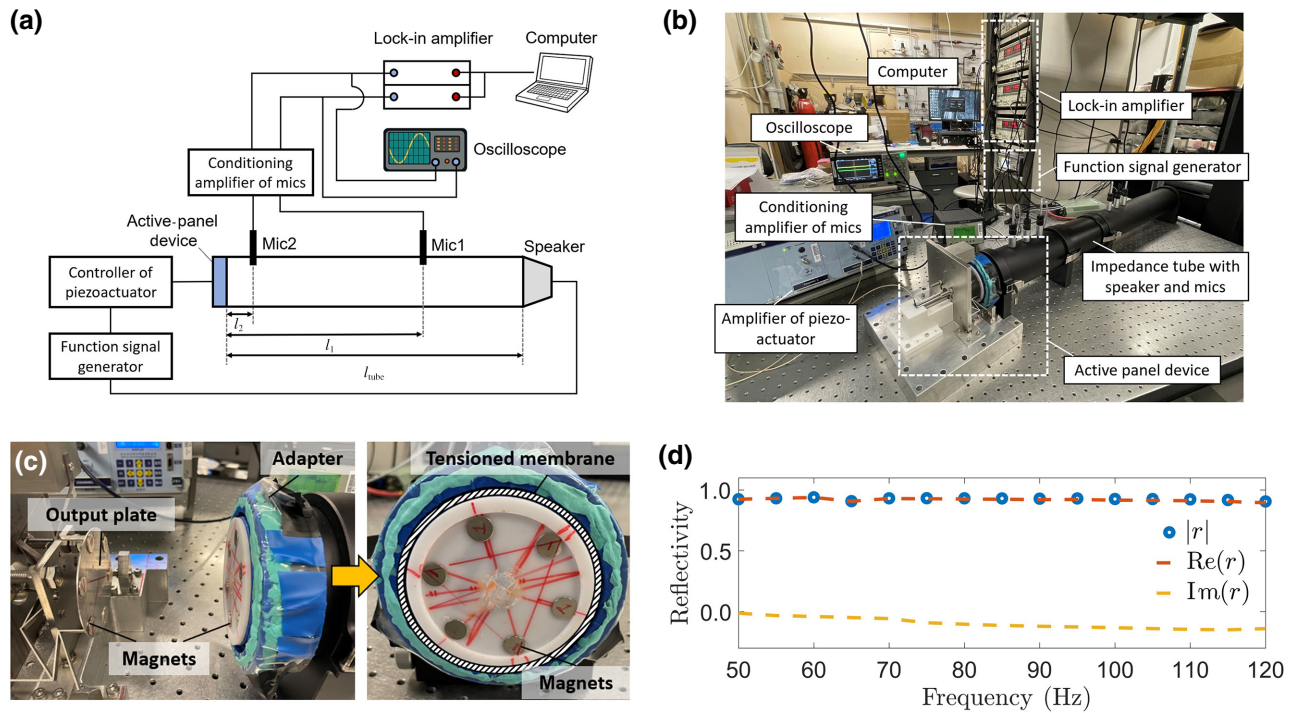 (a)
Lock-in amplifier
Computer
Oscilloscope
Conditioning
amplifier of mics
Active-panel
device
Mic2
Mic1
Speaker
Controller of
piezoactuator
Function signal
generator
l2
l1
ltube
(b)
Computer
Lock-in amplifier
Oscilloscope
Function signal generator
Conditioning
amplifier of mics
Impedance tube with
speaker and mics
Amplifier of piezo-
actuator
Active panel device
(c)
Adapter
Output plate
Magnets
Tensioned membrane
Magnets
(d)
Reflectivity
1.0
0.5
0.0
|r|
Re(r)
Im(r)
50 60 70 80 90 100 110 120
Frequency (Hz)